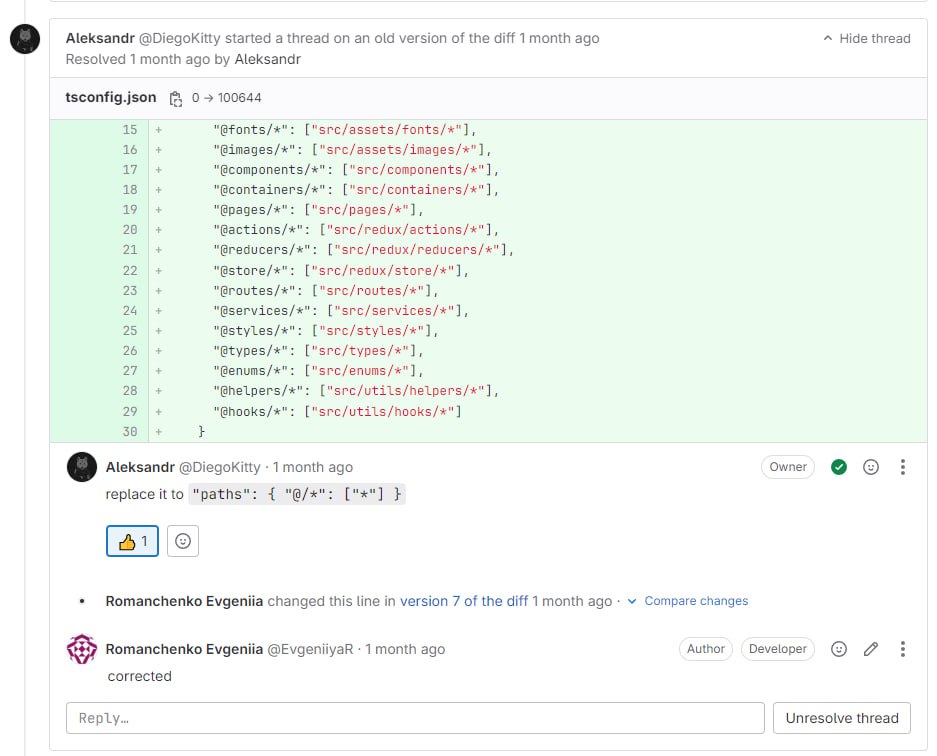 Aleksandr @DiegoKitty started a thread on an old version of the diff 1 month ago
Hide thread
Resolved 1 month ago by Aleksandr
tsconfig.json 0 → 100644
15 + "@fonts/*": ["src/assets/fonts/*"],
16 + "@images/*": ["src/assets/images/*"],
17 + "@components/*": ["src/components/*"],
18 + "@containers/*": ["src/containers/*"],
19 + "@pages/*": ["src/pages/*"],
20 + "@actions/*": ["src/redux/actions/*"],
21 + "@reducers/*": ["src/redux/reducers/*"],
22 + "@store/*": ["src/redux/store/*"],
23 + "@routes/*": ["src/routes/*"],
24 + "@services/*": ["src/services/*"],
25 + "@styles/*": ["src/styles/*"],
26 + "@types/*": ["src/types/*"],
27 + "@enums/*": ["src/enums/*"],
28 + "@helpers/*": ["src/utils/helpers/*"],
29 + "@hooks/*": ["src/utils/hooks/*"]
30 + }
Aleksandr @DiegoKitty · 1 month ago
Owner
replace it to "paths": { "@/*": ["*"] }
1
Romanchenko Evgeniia changed this line in version 7 of the diff 1 month ago · Compare changes
Romanchenko Evgeniia @EvgeniiyaR · 1 month ago
Author Developer
corrected
Reply…
Unresolve thread